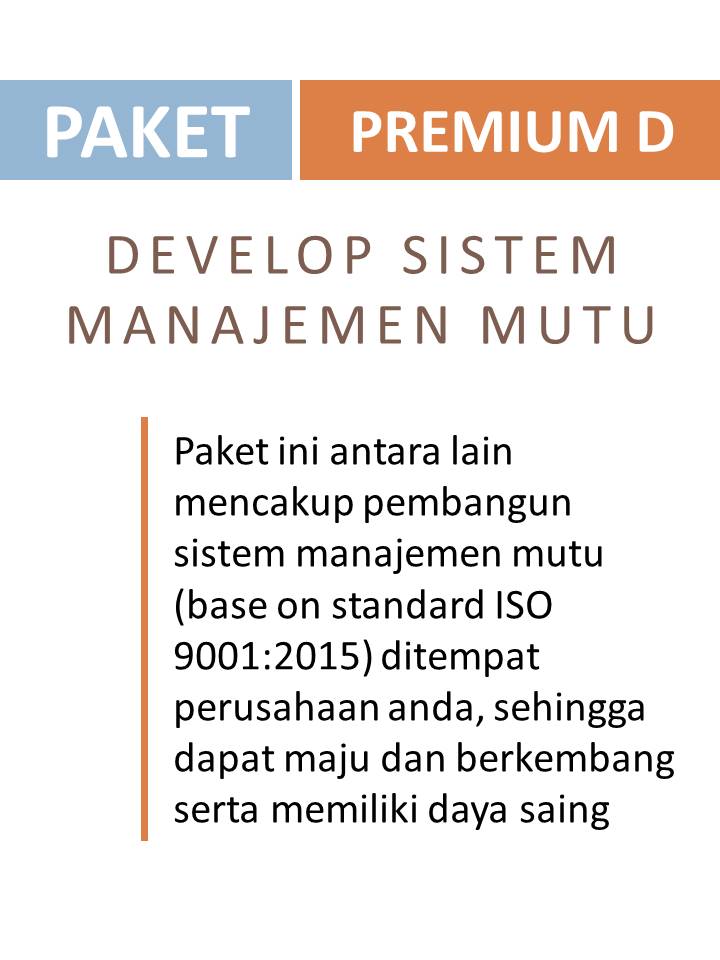 PAKET PREMIUM D
DEVELOP SISTEM
MANAJEMEN MUTU
Paket ini antara lain
mencakup pembangun
sistem manajemen mutu
(base on standard ISO
9001:2015) ditempat
perusahaan anda, sehingga
dapat maju dan berkembang
serta memiliki daya saing